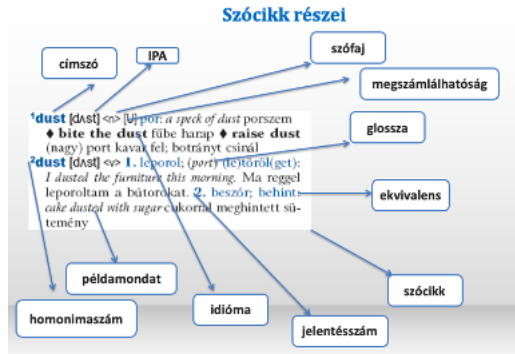 Szócikk részei
címszó
IPA
szófaj
megszámlálhatóság
glossza
ekvivalens
szócikk
¹dust [dʌst] <n> [U] por: a speck of dust porszem
♦ bite the dust fűbe harap ♦ raise dust
(nagy) port kavar fel; botrányt csinál
²dust [dʌst] <v> 1. leporol; (port) (le)töröl(get):
I dusted the furniture this morning. Ma reggel
leporoltam a bútorokat. 2. beszór; behint:
cake dusted with sugar cukorral meghintett sü-
temény
példamondat
homonimaszám
idióma
jelentésszám